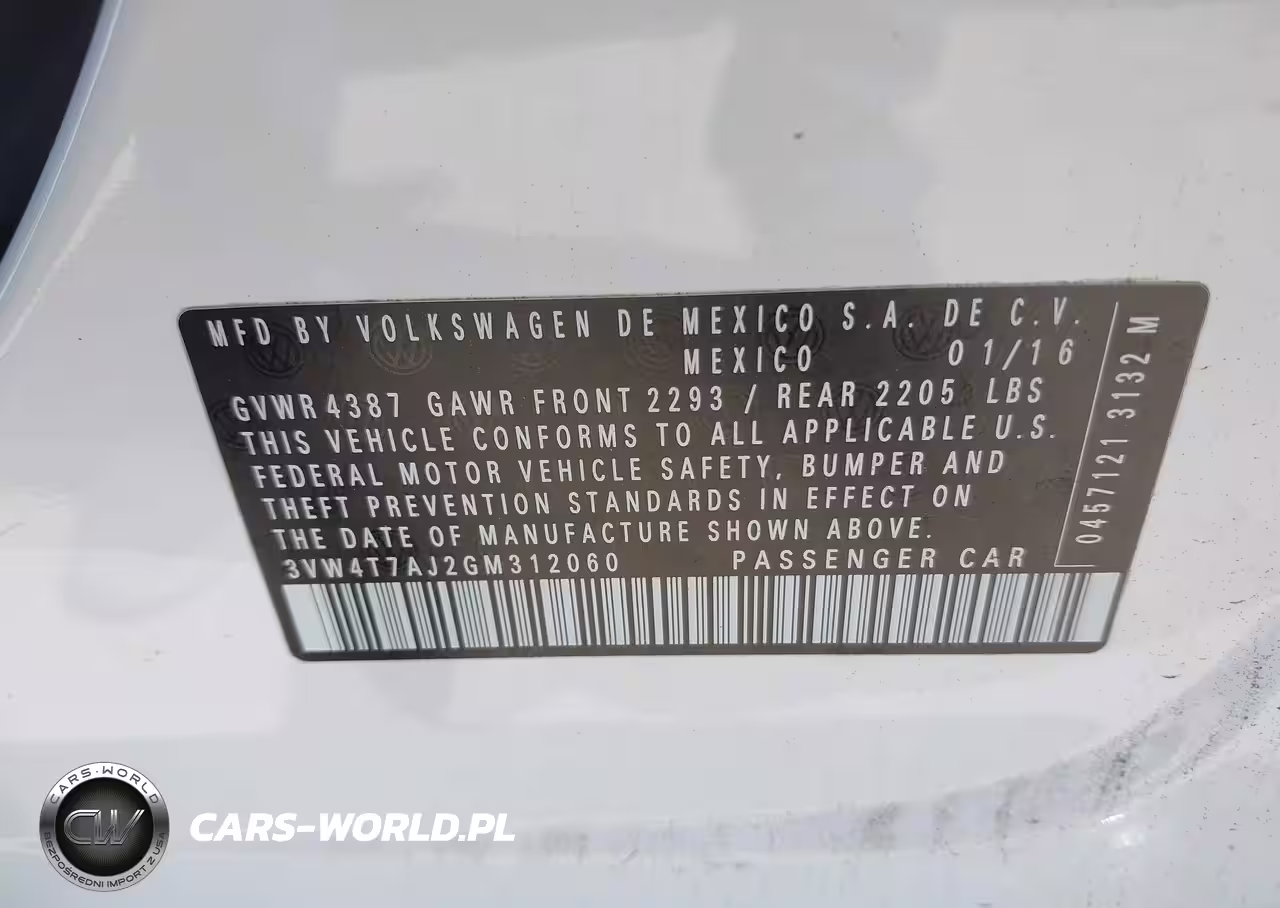 MFD BY VOLKSWAGEN DE MEXICO S.A. DE C.V.
MEXICO 01/16
GVWR 4387 GAWR FRONT 2293 / REAR 2205 LBS
THIS VEHICLE CONFORMS TO ALL APPLICABLE U.S.
FEDERAL MOTOR VEHICLE SAFETY, BUMPER AND
THEFT PREVENTION STANDARDS IN EFFECT ON
THE DATE OF MANUFACTURE SHOWN ABOVE.
3VW4T7AJ2GM312060 PASSENGER CAR
0457121 3132 M
CARS-WORLD
CW
BEZPOŚREDNI IMPORT Z USA
CARS-WORLD.PL